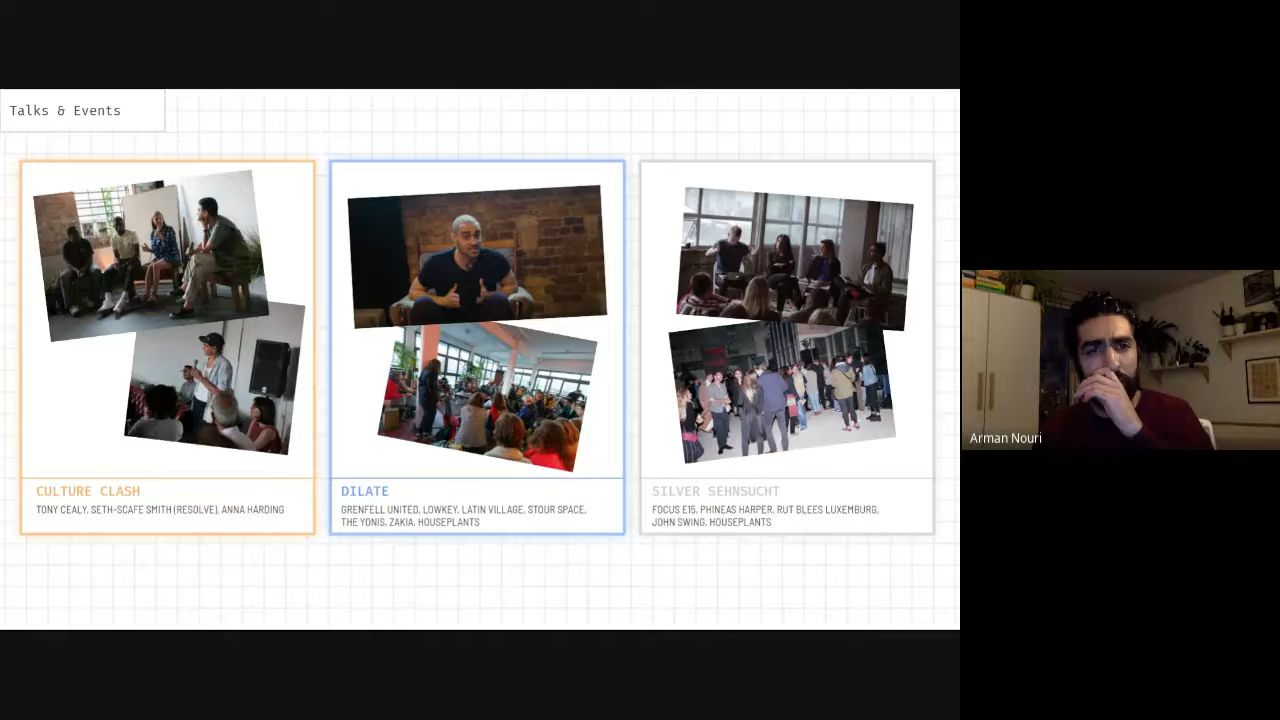 Talks & Events
CULTURE CLASH
TONY CEALY, SETH-SCAFE SMITH (RESOLVE), ANNA HARDING
DILATE
GRENFELL UNITED, LOWKEY, LATIN VILLAGE, STOUR SPACE,
THE YONIS, ZAKIA, HOUSEPLANTS
SILVER SEHNSUCHT
FOCUS E15, PHINEAS HARPER, RUT BLEES LUXEMBURG,
JOHN SWING, HOUSEPLANTS
Arman Nouri